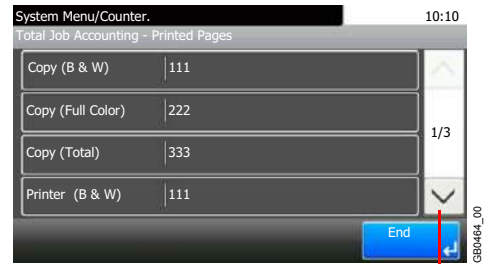 System Menu/Counter. 10:10
Total Job Accounting - Printed Pages
Copy (B & W) 111
Copy (Full Color) 222
1/3
Copy (Total) 333
Printer (B & W) 111
End
GB0464_00